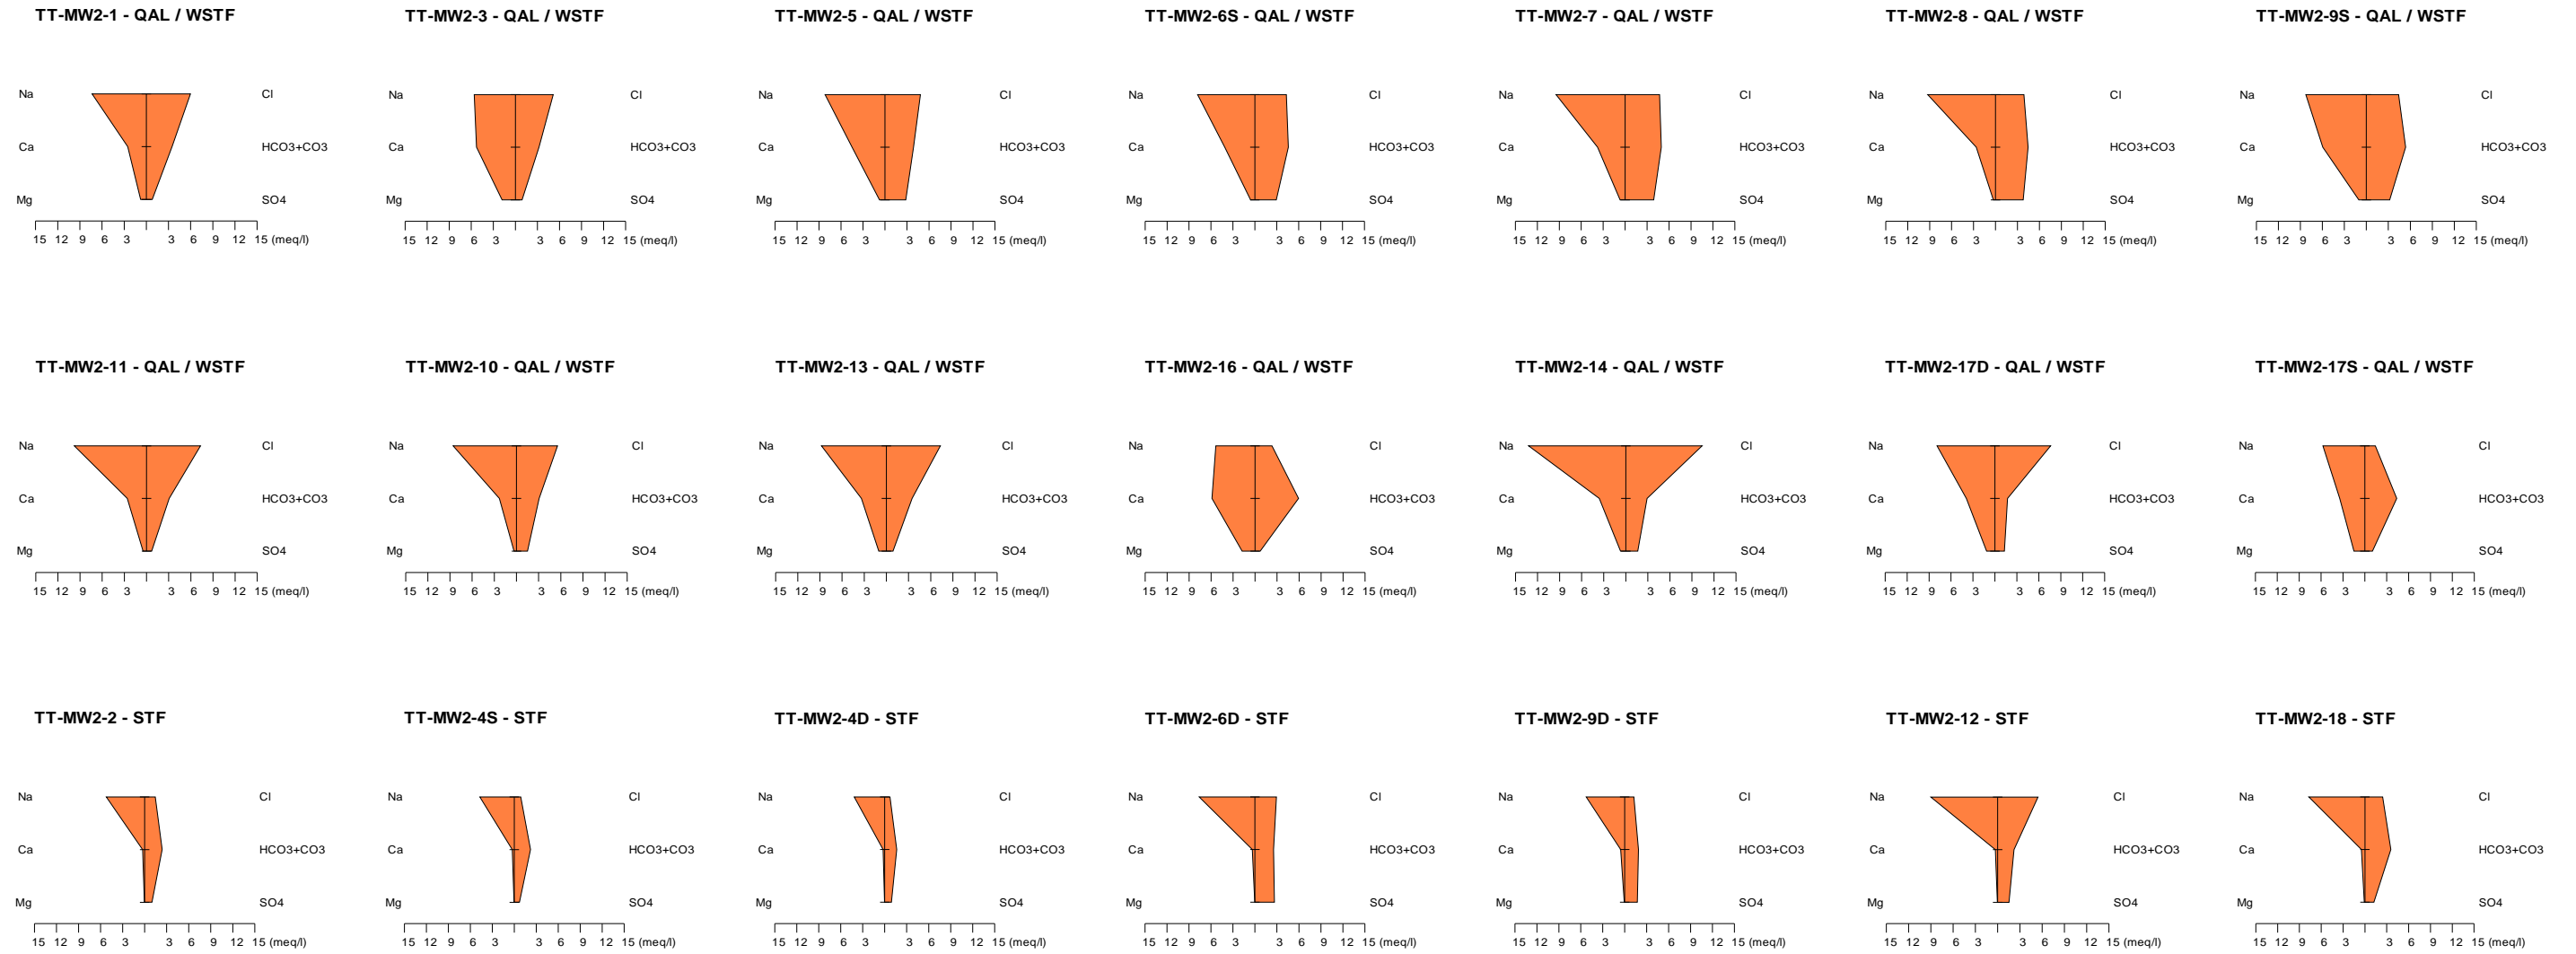 TT-MW2-1 - QAL / WSTF TT-MW2-3 - QAL / WSTF TT-MW2-5 - QAL / WSTF TT-MW2-6S - QAL / WSTF TT-MW2-7 - QAL / WSTF TT-MW2-8 - QAL / WSTF TT-MW2-9S - QAL / WSTF
Na Cl Na Cl Na Cl Na Cl Na Cl Na Cl Na Cl
Ca HCO3+CO3 Ca HCO3+CO3 Ca HCO3+CO3 Ca HCO3+CO3 Ca HCO3+CO3 Ca HCO3+CO3 Ca HCO3+CO3
Mg SO4 Mg SO4 Mg SO4 Mg SO4 Mg SO4 Mg SO4 Mg SO4
15 12 9 6 3 3 6 9 12 15 (meq/l) 15 12 9 6 3 3 6 9 12 15 (meq/l) 15 12 9 6 3 3 6 9 12 15 (meq/l) 15 12 9 6 3 3 6 9 12 15 (meq/l) 15 12 9 6 3 3 6 9 12 15 (meq/l) 15 12 9 6 3 3 6 9 12 15 (meq/l) 15 12 9 6 3 3 6 9 12 15 (meq/l)
TT-MW2-11 - QAL / WSTF TT-MW2-10 - QAL / WSTF TT-MW2-13 - QAL / WSTF TT-MW2-16 - QAL / WSTF TT-MW2-14 - QAL / WSTF TT-MW2-17D - QAL / WSTF TT-MW2-17S - QAL / WSTF
Na Cl Na Cl Na Cl Na Cl Na Cl Na Cl Na Cl
Ca HCO3+CO3 Ca HCO3+CO3 Ca HCO3+CO3 Ca HCO3+CO3 Ca HCO3+CO3 Ca HCO3+CO3 Ca HCO3+CO3
Mg SO4 Mg SO4 Mg SO4 Mg SO4 Mg SO4 Mg SO4 Mg SO4
15 12 9 6 3 3 6 9 12 15 (meq/l) 15 12 9 6 3 3 6 9 12 15 (meq/l) 15 12 9 6 3 3 6 9 12 15 (meq/l) 15 12 9 6 3 3 6 9 12 15 (meq/l) 15 12 9 6 3 3 6 9 12 15 (meq/l) 15 12 9 6 3 3 6 9 12 15 (meq/l) 15 12 9 6 3 3 6 9 12 15 (meq/l)
TT-MW2-2 - STF TT-MW2-4S - STF TT-MW2-4D - STF TT-MW2-6D - STF TT-MW2-9D - STF TT-MW2-12 - STF TT-MW2-18 - STF
Na Cl Na Cl Na Cl Na Cl Na Cl Na Cl Na Cl
Ca HCO3+CO3 Ca HCO3+CO3 Ca HCO3+CO3 Ca HCO3+CO3 Ca HCO3+CO3 Ca HCO3+CO3 Ca HCO3+CO3
Mg SO4 Mg SO4 Mg SO4 Mg SO4 Mg SO4 Mg SO4 Mg SO4
15 12 9 6 3 3 6 9 12 15 (meq/l) 15 12 9 6 3 3 6 9 12 15 (meq/l) 15 12 9 6 3 3 6 9 12 15 (meq/l) 15 12 9 6 3 3 6 9 12 15 (meq/l) 15 12 9 6 3 3 6 9 12 15 (meq/l) 15 12 9 6 3 3 6 9 12 15 (meq/l) 15 12 9 6 3 3 6 9 12 15 (meq/l)